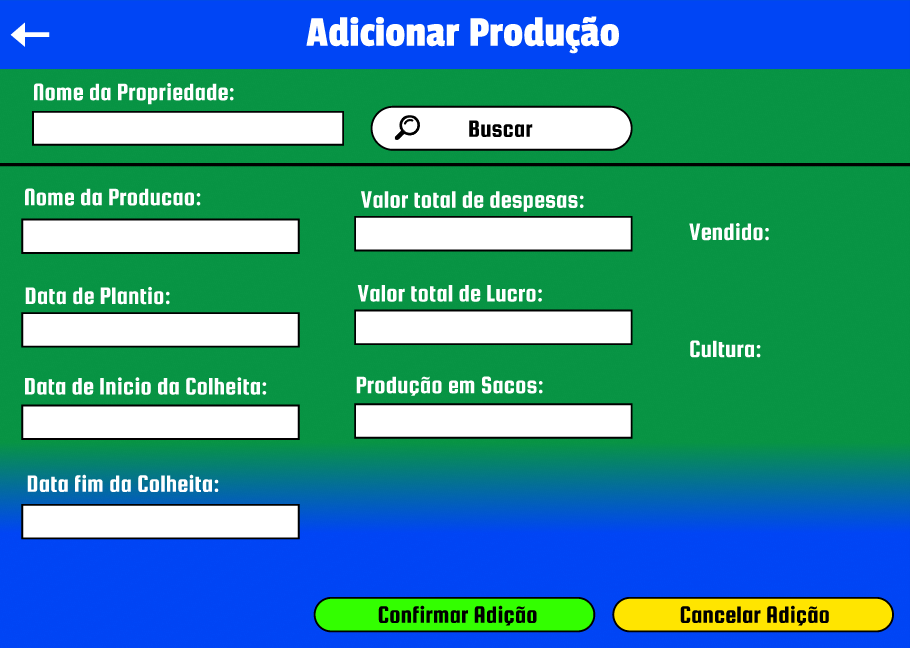 Adicionar Produção
Nome da Propriedade:
Buscar
Nome da Producao:
Valor total de despesas:
Vendido:
Data de Plantio:
Valor total de Lucro:
Cultura:
Data de Inicio da Colheita:
Produção em Sacos:
Data fim da Colheita:
Confirmar Adição
Cancelar Adição